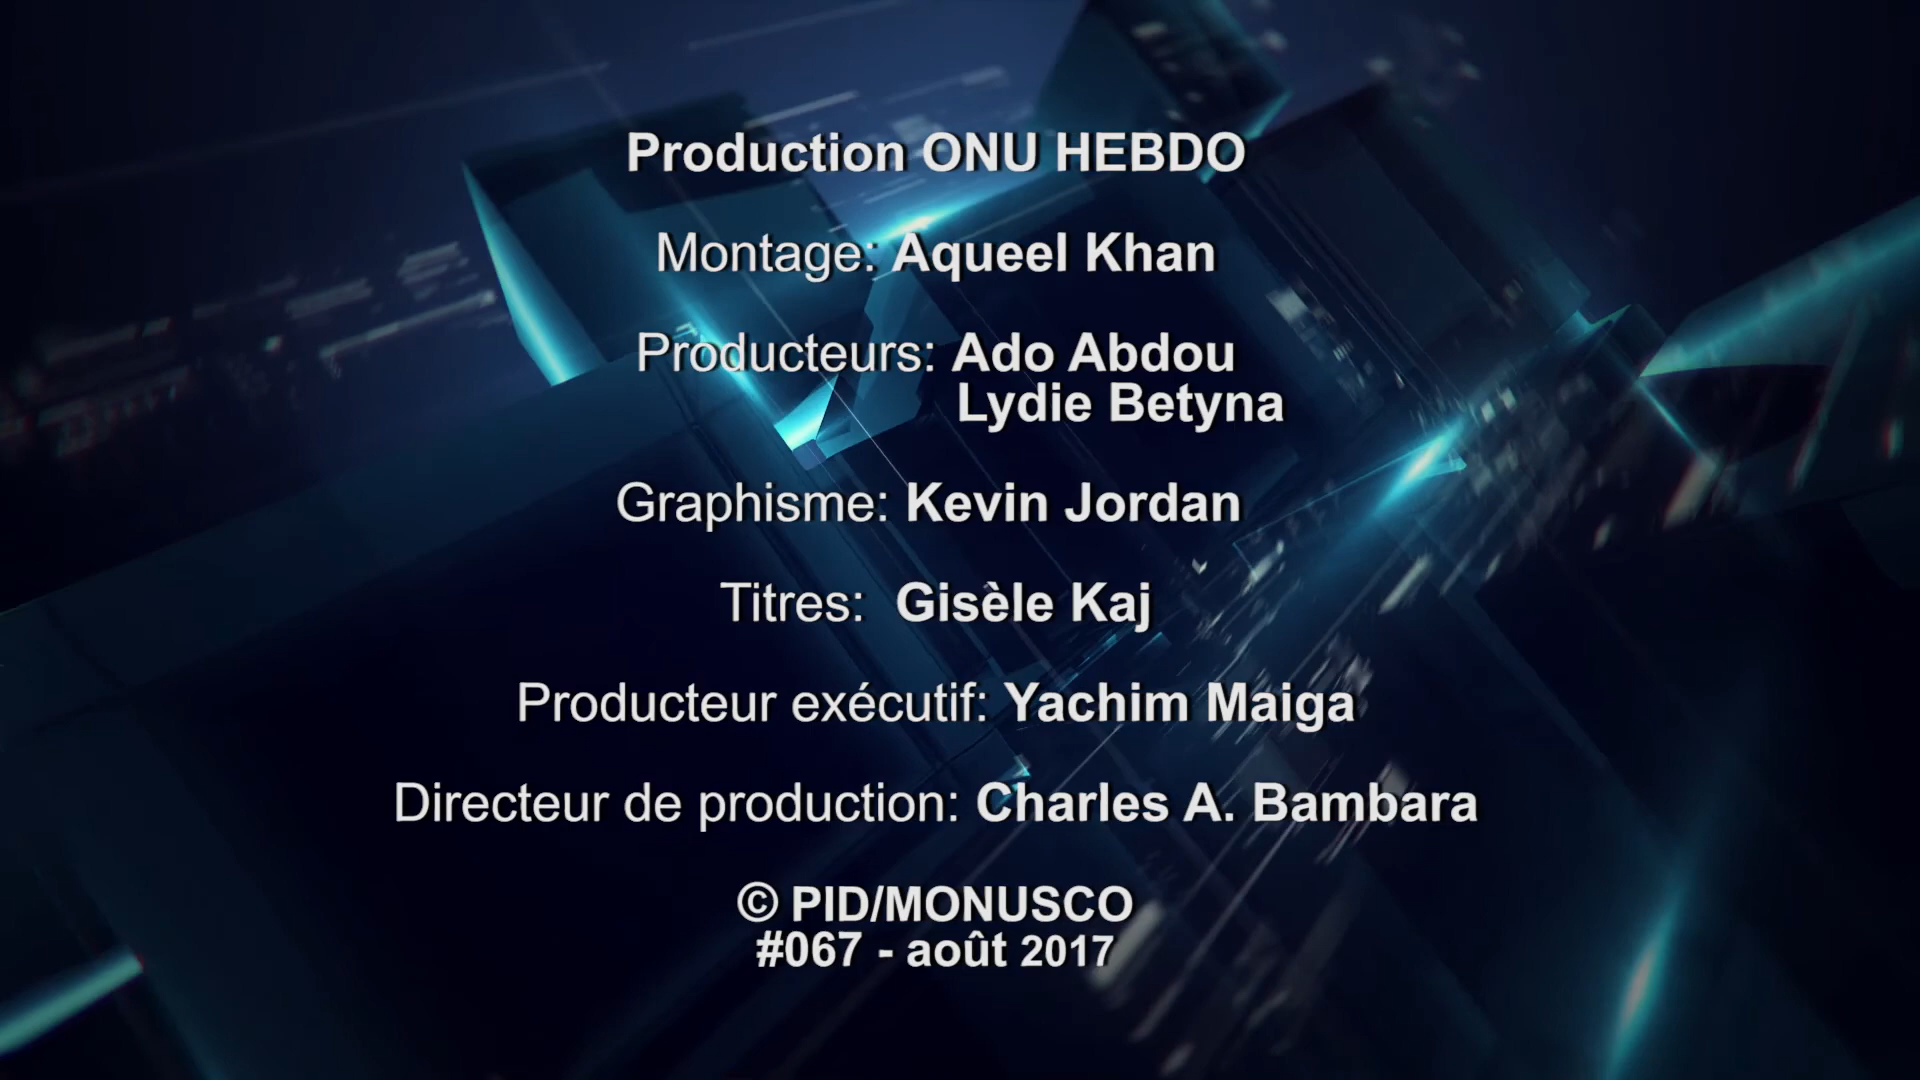 Production ONU HEBDO
Montage: Aqueel Khan
Producteurs: Ado Abdou
Lydie Betyna
Graphisme: Kevin Jordan
Titres: Gisèle Kaj
Producteur exécutif: Yachim Maiga
Directeur de production: Charles A. Bambara
© PID/MONUSCO
#067 - août 2017